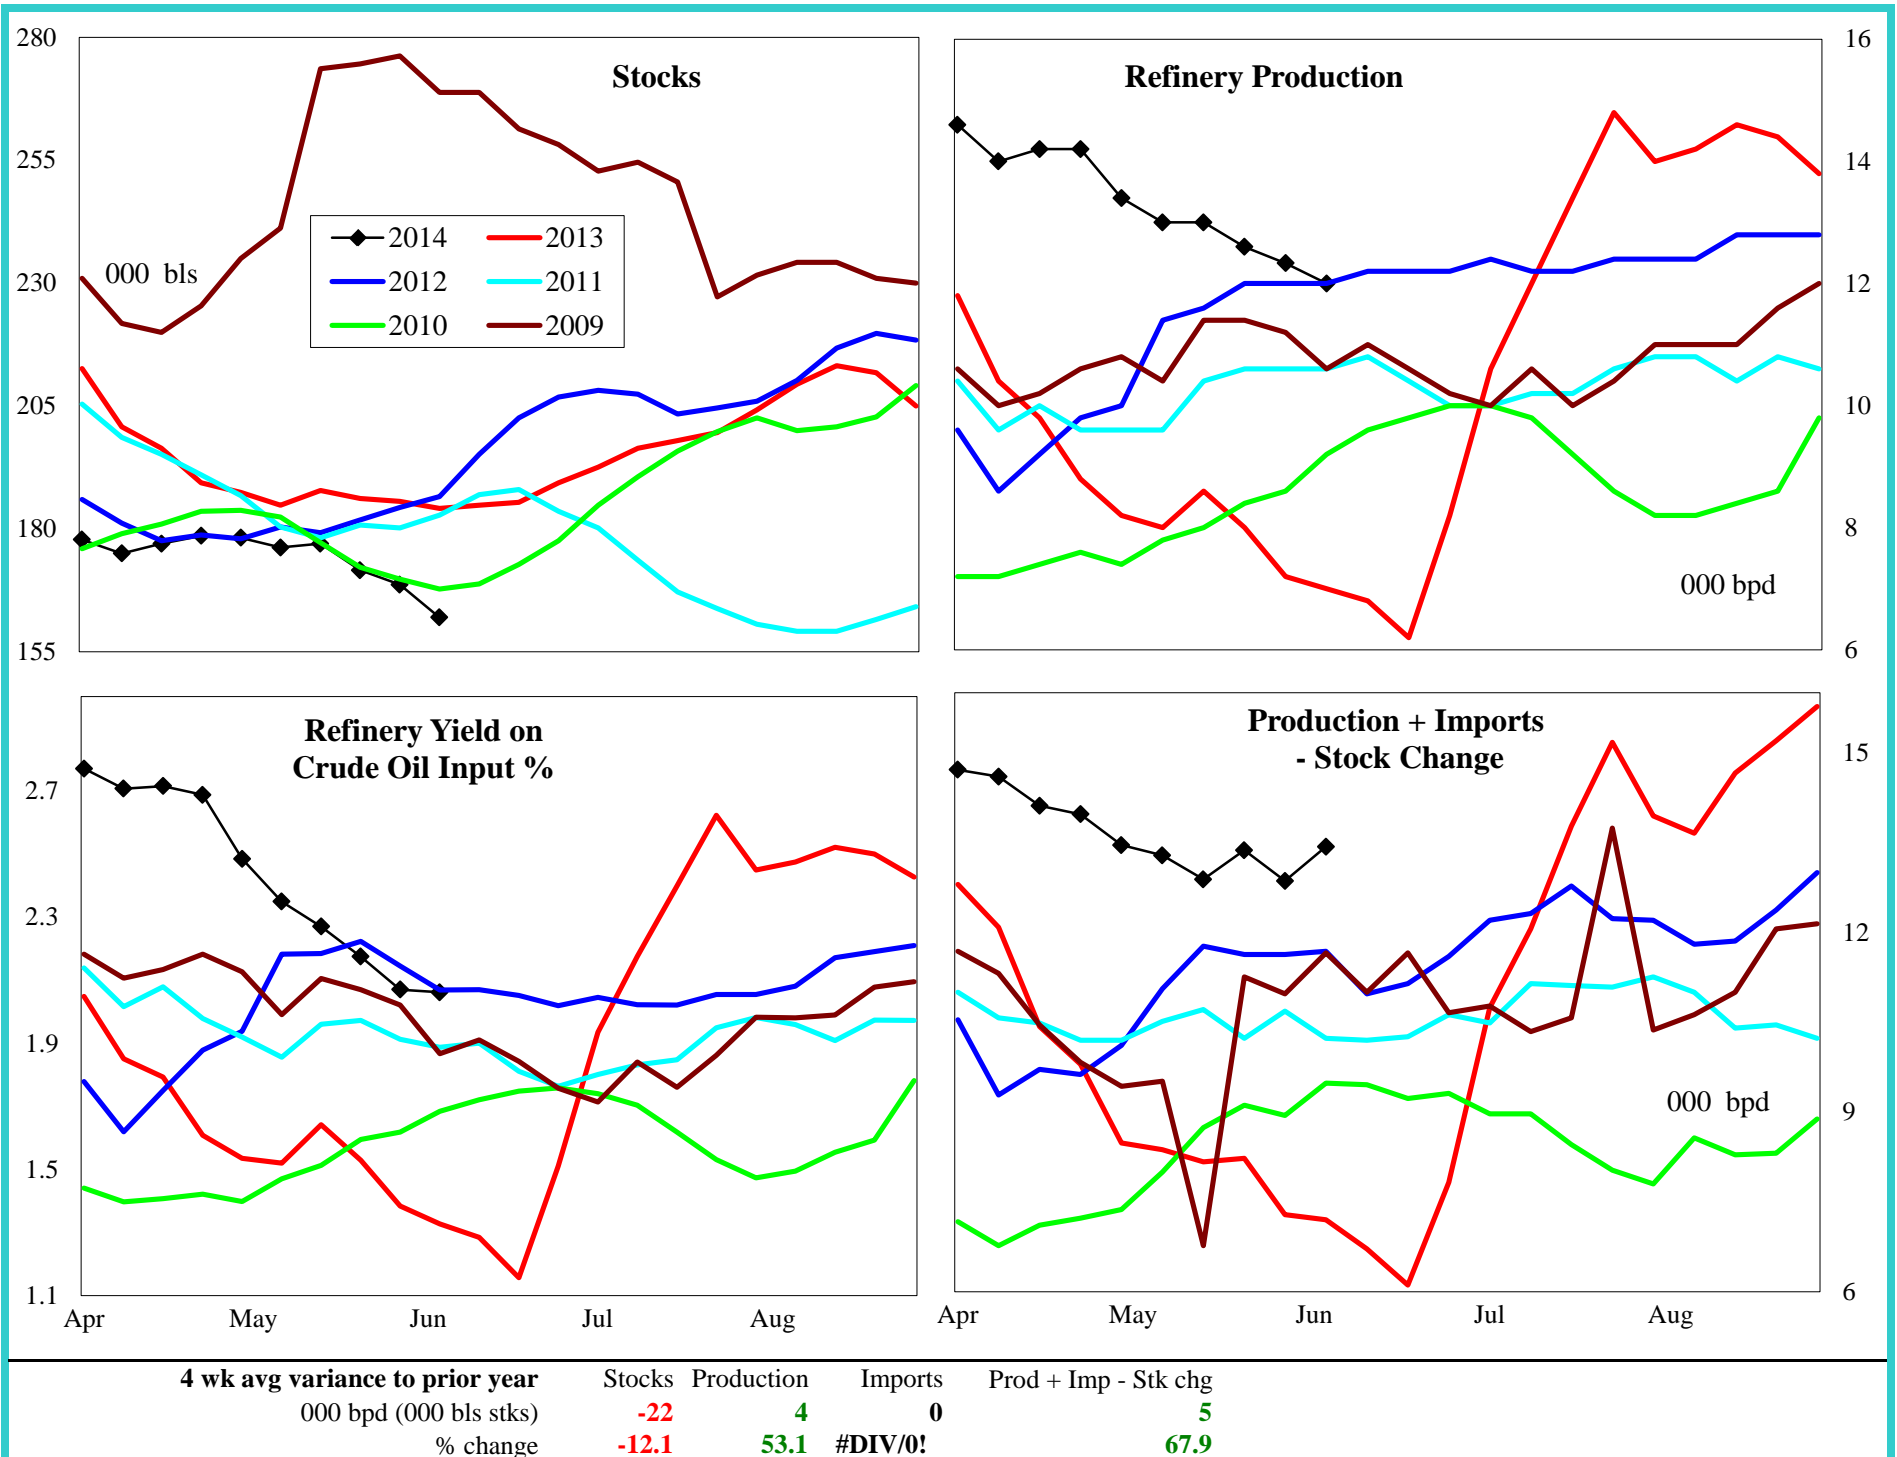 Stocks
280
255
230
205
180
155
000 bls
2014
2013
2012
2011
2010
2009
Refinery Production
16
14
12
10
8
6
000 bpd
Refinery Yield on
Crude Oil Input %
2.7
2.3
1.9
1.5
1.1
Apr May Jun Jul Aug
Production + Imports
- Stock Change
15
12
9
6
000 bpd
Apr May Jun Jul Aug
4 wk avg variance to prior year Stocks Production Imports Prod + Imp - Stk chg
000 bpd (000 bls stks) -22 4 0 5
% change -12.1 53.1 #DIV/0! 67.9